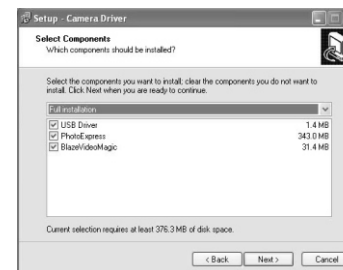 Setup - Camera Driver
Select Components
Which components should be installed?
Select the components you want to install; clear the components you do not want to
install. Click Next when you are ready to continue.
Full installation
USB Driver 1.4 MB
PhotoExpress 343.0 MB
BlazeVideoMagic 31.4 MB
Current selection requires at least 376.3 MB of disk space.
< Back Next > Cancel